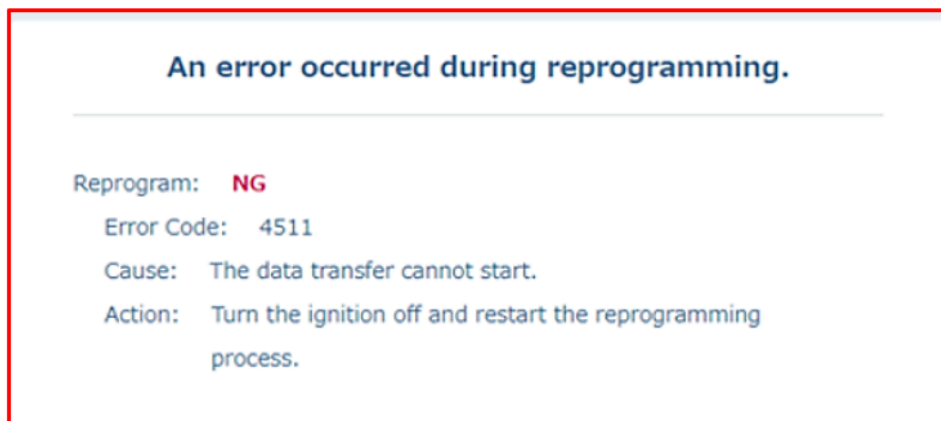 An error occurred during reprogramming.
Reprogram: NG
Error Code: 4511
Cause: The data transfer cannot start.
Action: Turn the ignition off and restart the reprogramming
process.